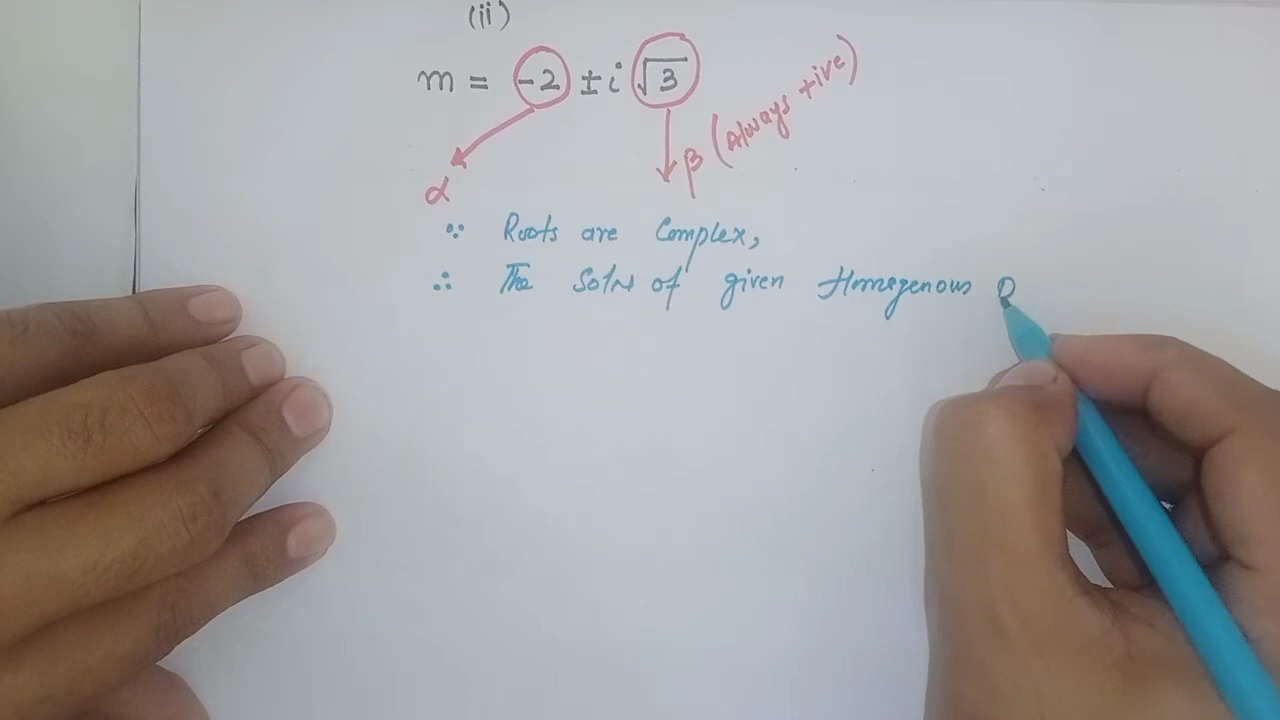 (ii)
m = -2 ± i √3
α
β (Always +ive)
∵ Roots are Complex,
∴ The Soln of given Homogenous D